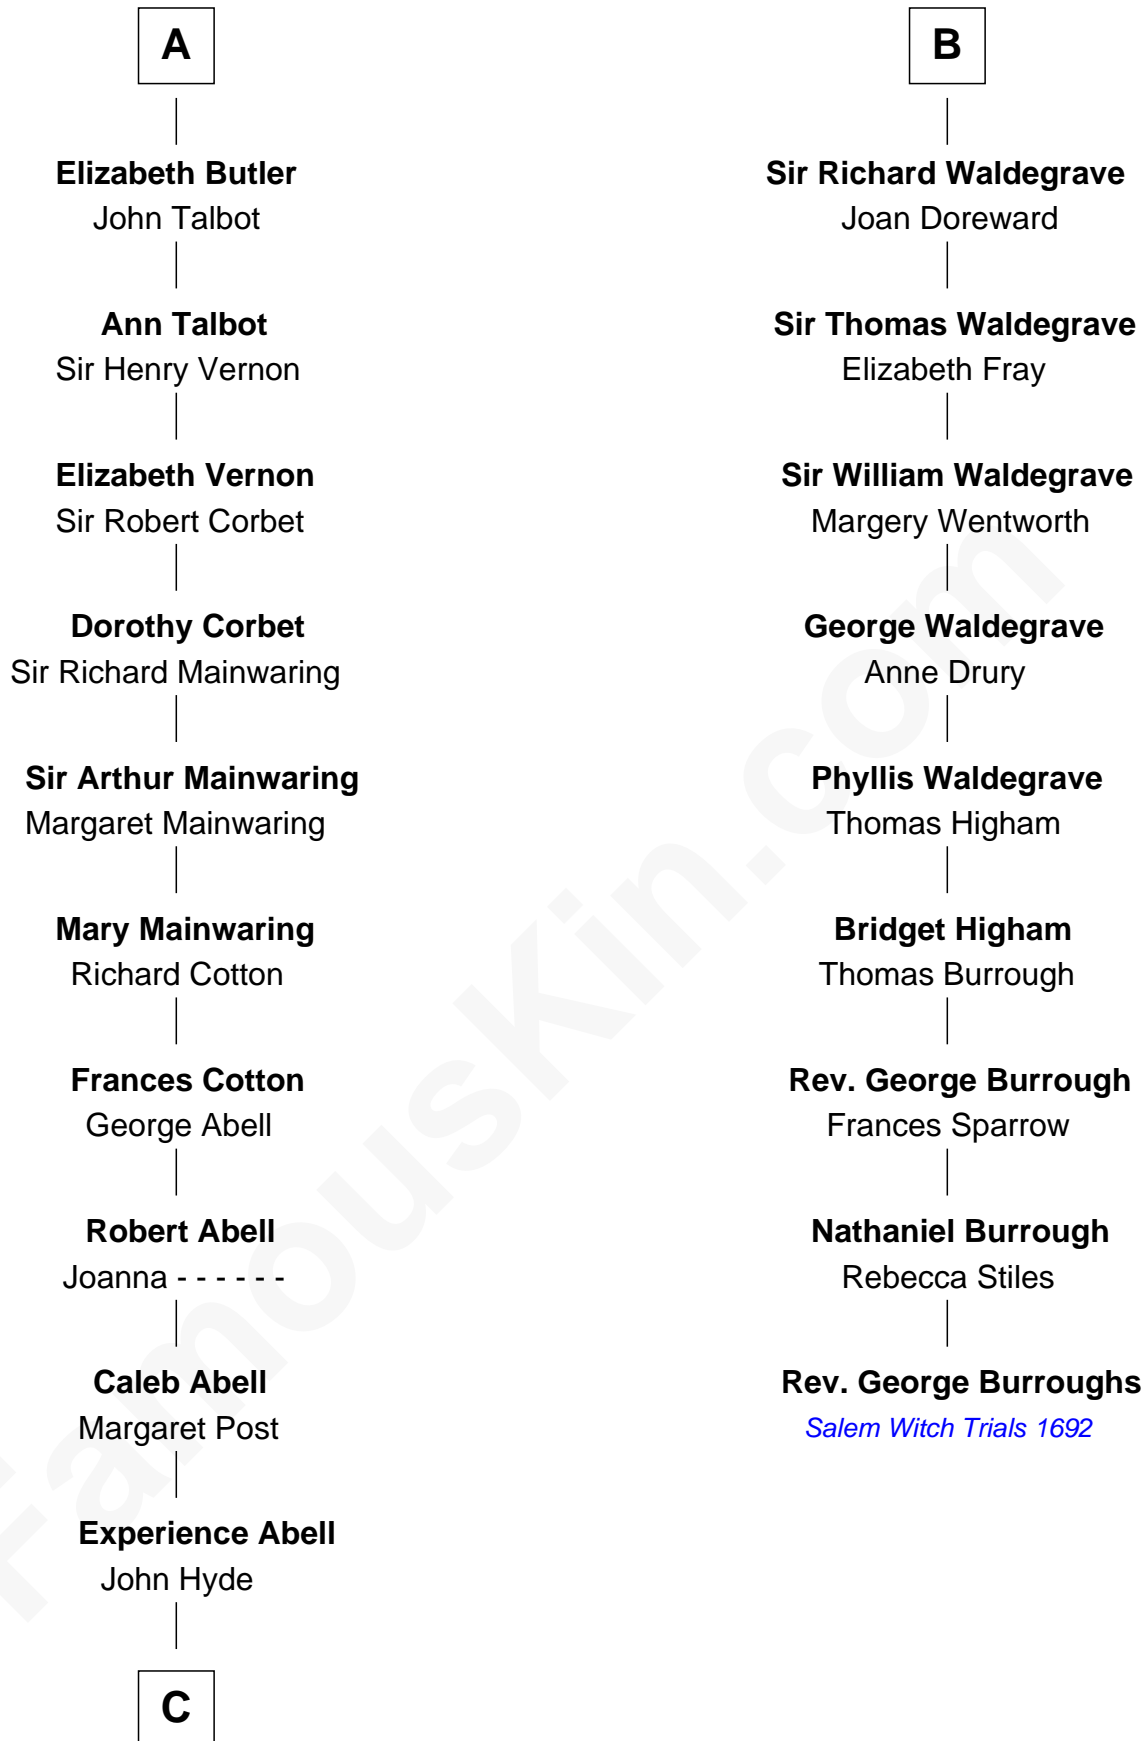 A
Elizabeth Butler
John Talbot
Ann Talbot
Sir Henry Vernon
Elizabeth Vernon
Sir Robert Corbet
Dorothy Corbet
Sir Richard Mainwaring
Sir Arthur Mainwaring
Margaret Mainwaring
Mary Mainwaring
Richard Cotton
Frances Cotton
George Abell
Robert Abell
Joanna - - - - - -
Caleb Abell
Margaret Post
Experience Abell
John Hyde
C
B
Sir Richard Waldegrave
Joan Doreward
Sir Thomas Waldegrave
Elizabeth Fray
Sir William Waldegrave
Margery Wentworth
George Waldegrave
Anne Drury
Phyllis Waldegrave
Thomas Higham
Bridget Higham
Thomas Burrough
Rev. George Burrough
Frances Sparrow
Nathaniel Burrough
Rebecca Stiles
Rev. George Burroughs
Salem Witch Trials 1692
FamousKin.com